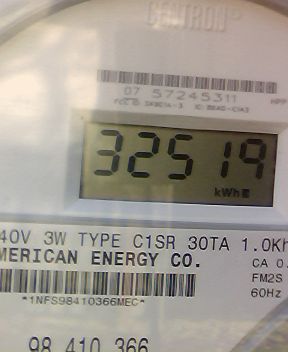 CENTRON®
07 57245311
32519
kWh
40V 3W TYPE C1SR 30TA 1.0Kh
MERICAN ENERGY CO. CA 0.
FM2S
*1NFS98410366MEC* 60Hz
98 410 366